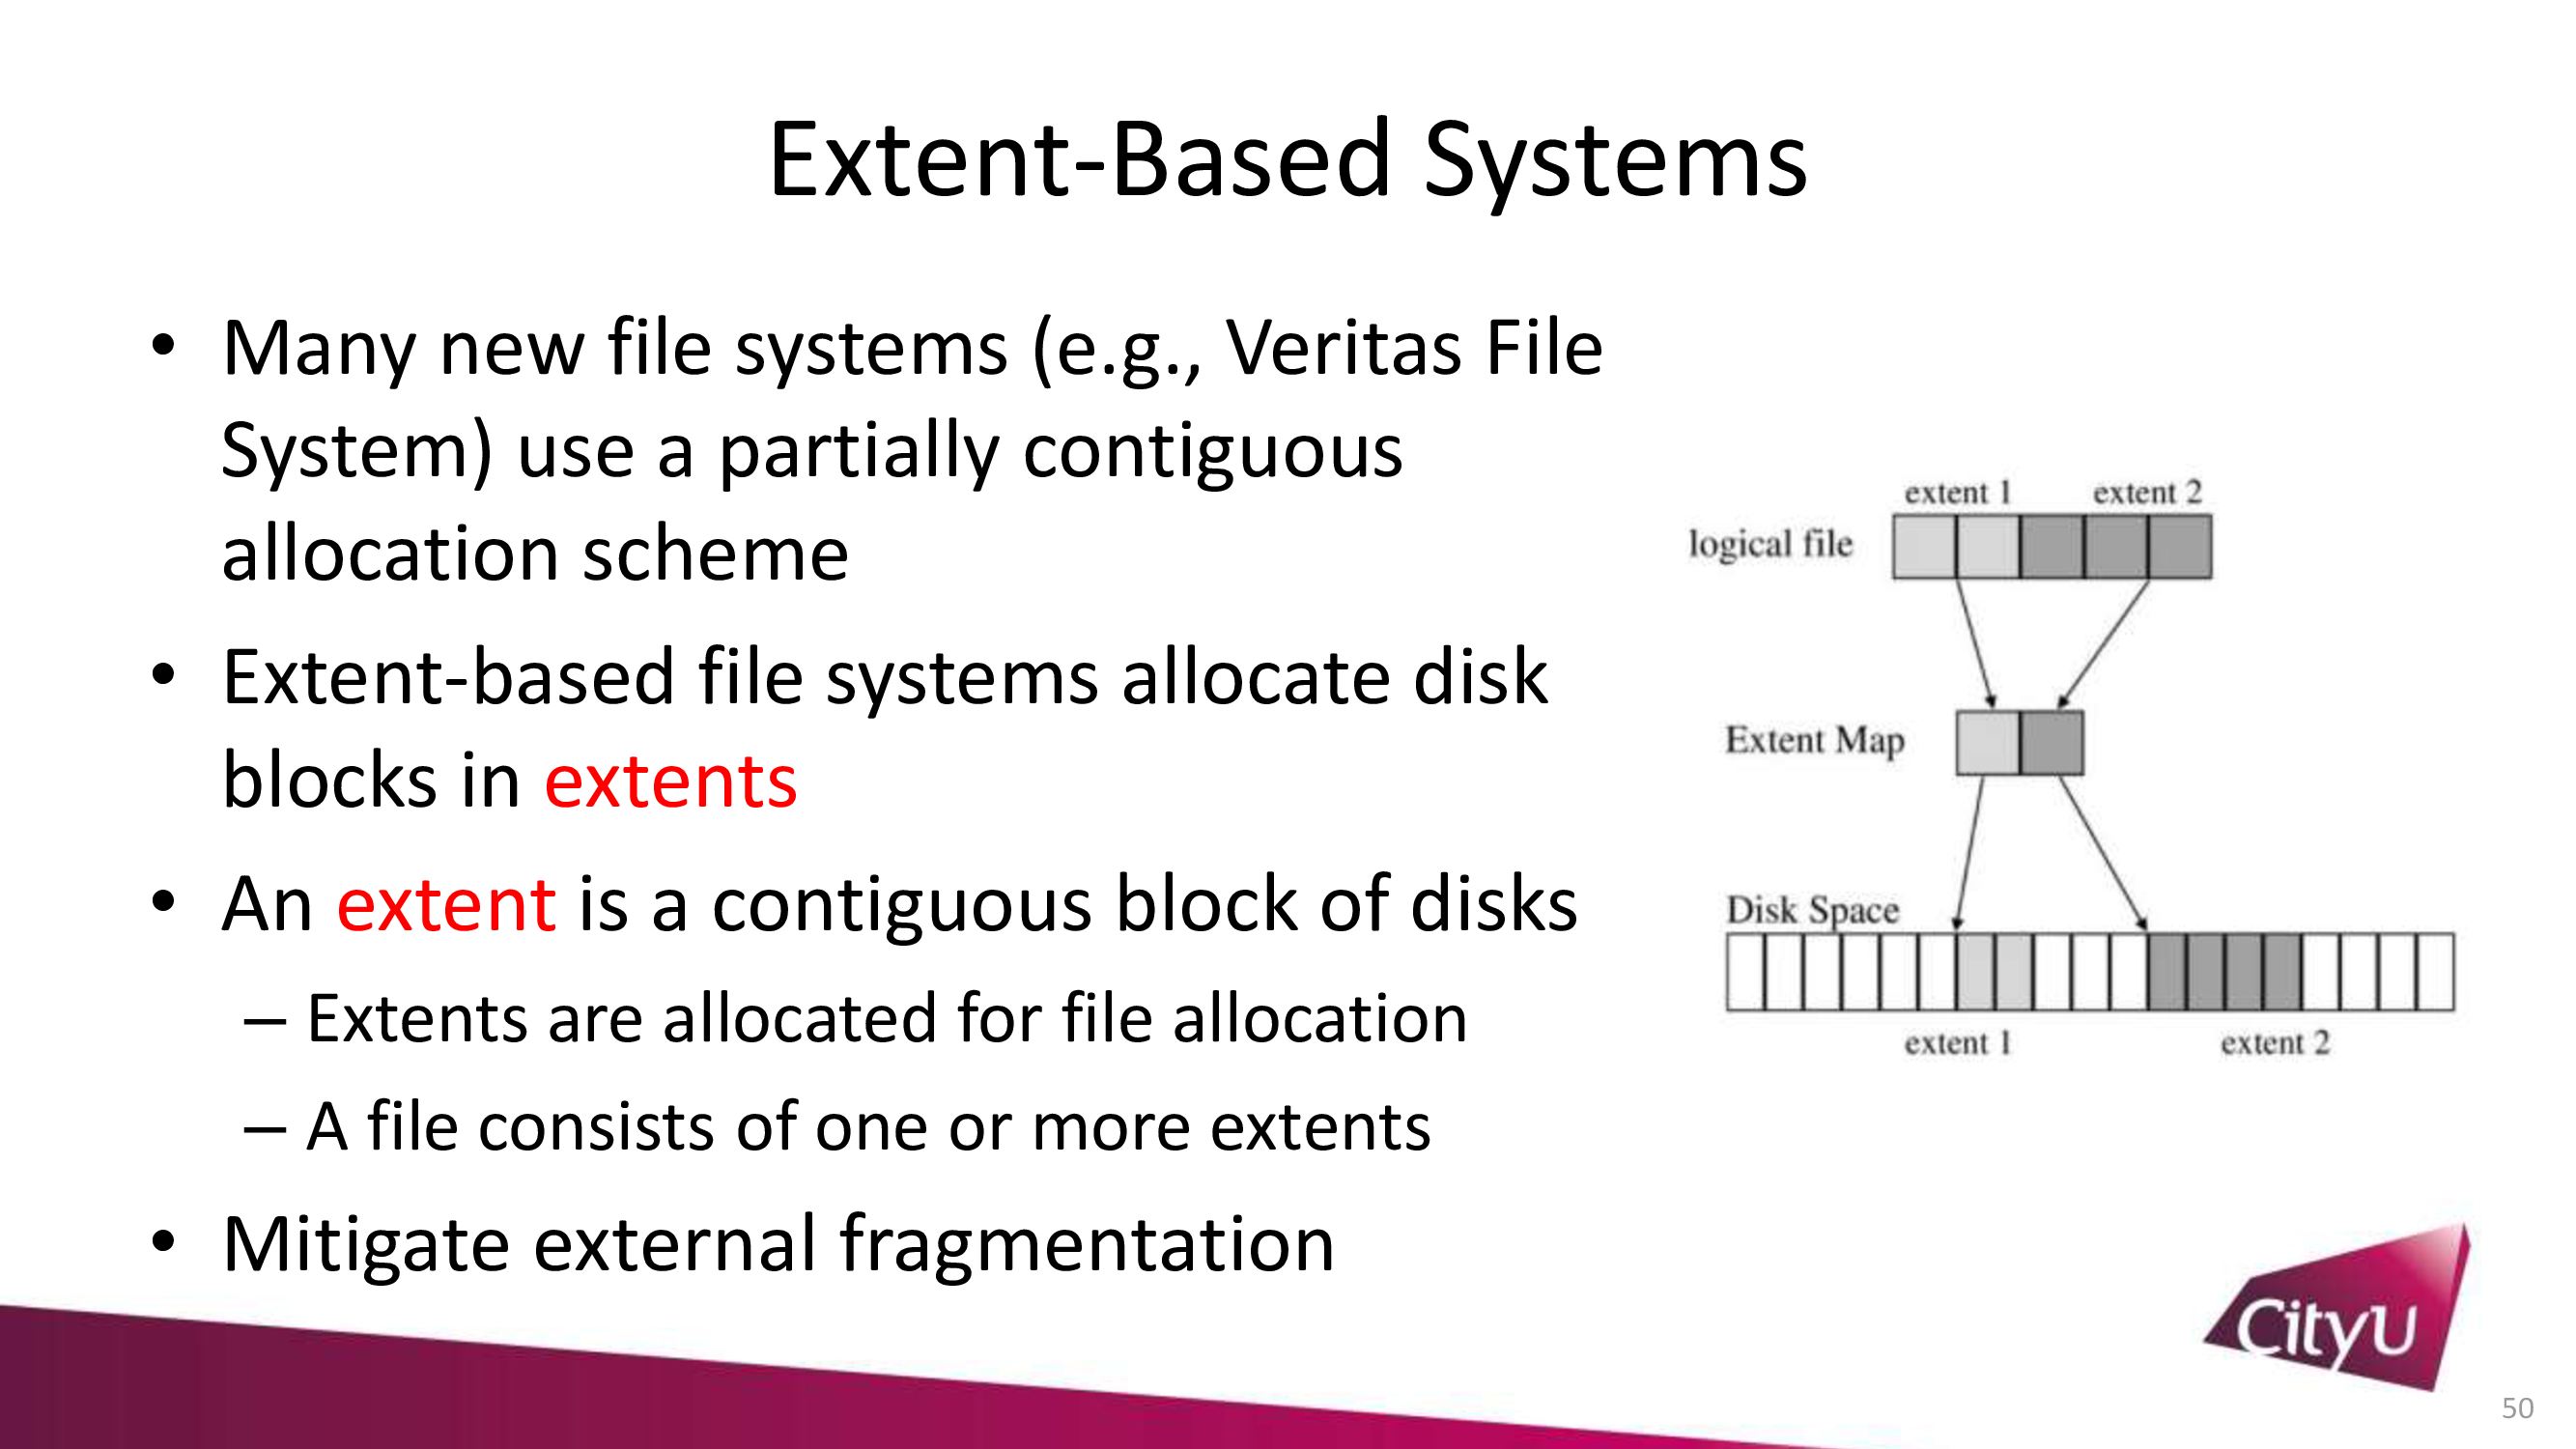 Extent-Based Systems
• Many new file systems (e.g., Veritas File
System) use a partially contiguous
allocation scheme
• Extent-based file systems allocate disk
blocks in extents
• An extent is a contiguous block of disks
– Extents are allocated for file allocation
– A file consists of one or more extents
• Mitigate external fragmentation
extent 1 extent 2
logical file
Extent Map
Disk Space
extent 1 extent 2
CityU
50